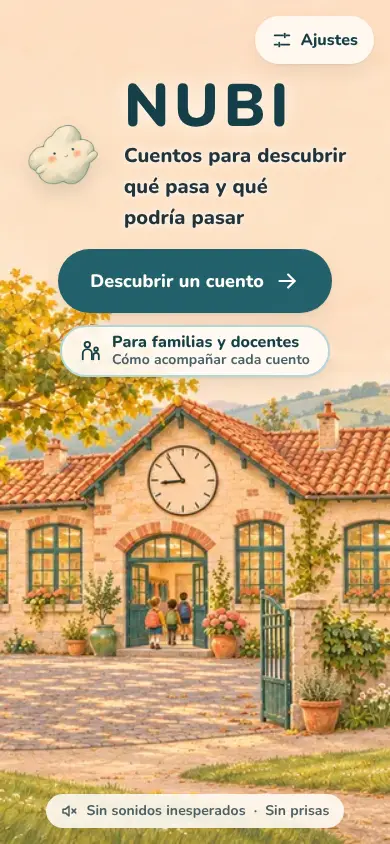 Ajustes
NUBI
Cuentos para descubrir
qué pasa y qué
podría pasar
Descubrir un cuento →
Para familias y docentes
Cómo acompañar cada cuento
Sin sonidos inesperados · Sin prisas